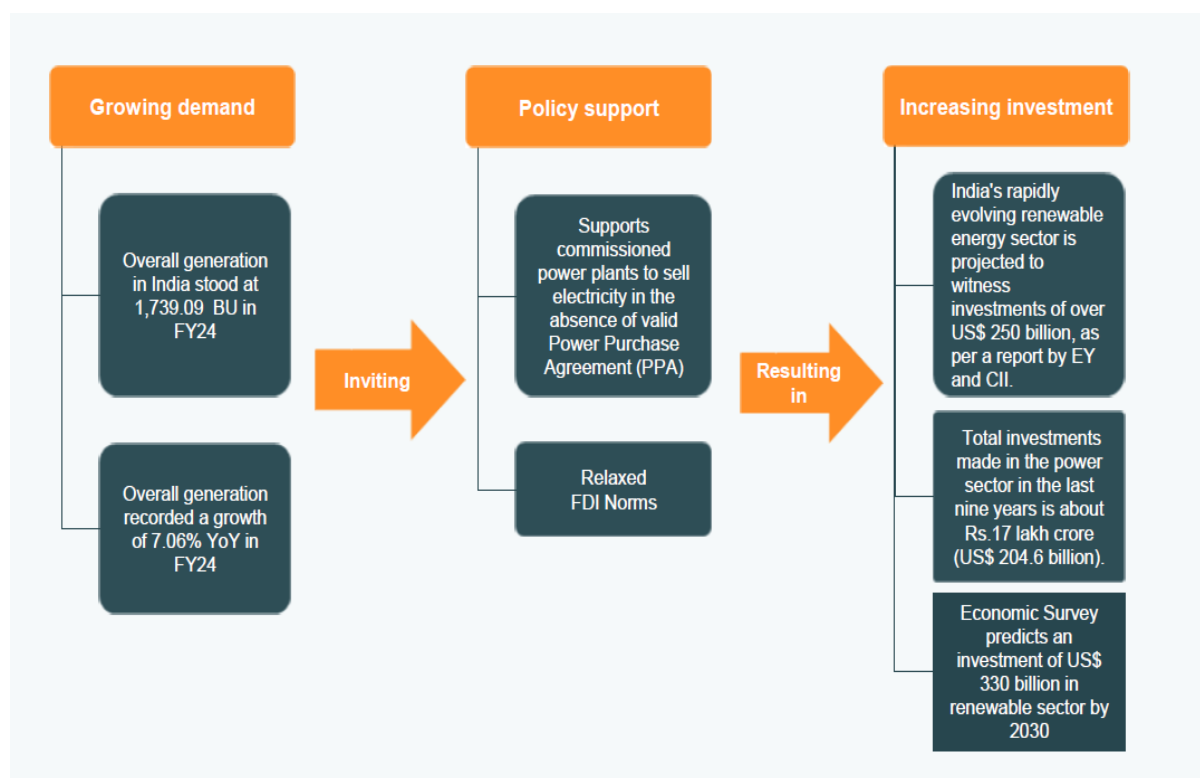 Growing demand
Overall generation
in India stood at
1,739.09 BU in
FY24
Overall generation
recorded a growth
of 7.06% YoY in
FY24
Inviting
Policy support
Supports
commissioned
power plants to sell
electricity in the
absence of valid
Power Purchase
Agreement (PPA)
Relaxed
FDI Norms
Resulting
in
Increasing investment
India's rapidly
evolving renewable
energy sector is
projected to
witness
investments of over
US$ 250 billion, as
per a report by EY
and CII.
Total investments
made in the power
sector in the last
nine years is about
Rs.17 lakh crore
(US$ 204.6 billion).
Economic Survey
predicts an
investment of US$
330 billion in
renewable sector by
2030